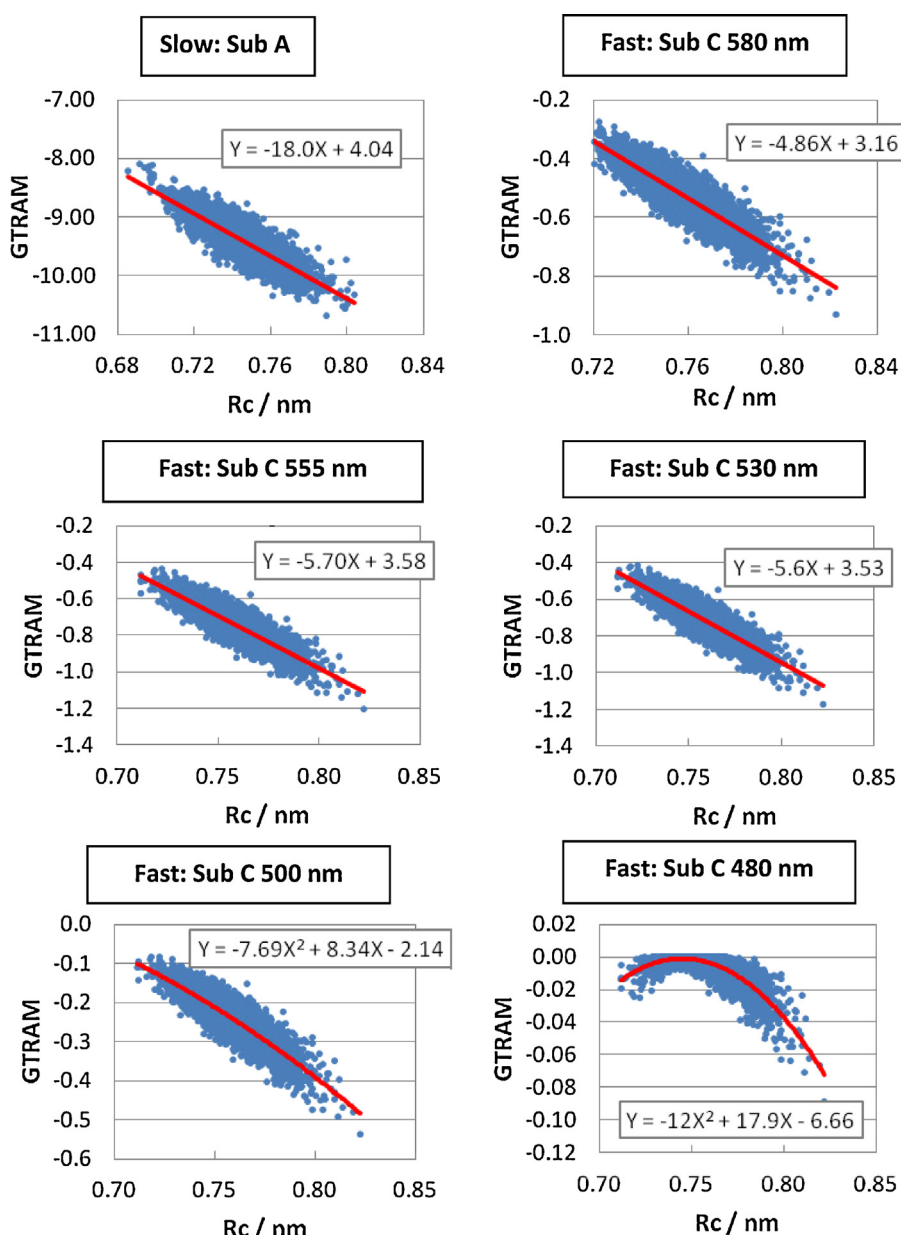 Slow: Sub A
-7.00
-8.00
-9.00
-10.00
-11.00
GTRAM
Y = -18.0X + 4.04
0.68 0.72 0.76 0.80 0.84
Rc / nm
Fast: Sub C 580 nm
-0.2
-0.4
-0.6
-0.8
-1.0
GTRAM
Y = -4.86X + 3.16
0.72 0.76 0.80 0.84
Rc / nm
Fast: Sub C 555 nm
-0.2
-0.4
-0.6
-0.8
-1.0
-1.2
-1.4
GTRAM
Y = -5.70X + 3.58
0.70 0.75 0.80 0.85
Rc / nm
Fast: Sub C 530 nm
-0.2
-0.4
-0.6
-0.8
-1.0
-1.2
-1.4
GTRAM
Y = -5.6X + 3.53
0.70 0.75 0.80 0.85
Rc / nm
Fast: Sub C 500 nm
0.0
-0.1
-0.2
-0.3
-0.4
-0.5
-0.6
GTRAM
Y = -7.69X² + 8.34X - 2.14
0.70 0.75 0.80 0.85
Rc / nm
Fast: Sub C 480 nm
0.02
0.00
-0.02
-0.04
-0.06
-0.08
-0.10
-0.12
GTRAM
Y = -12X² + 17.9X - 6.66
0.70 0.75 0.80 0.85
Rc / nm